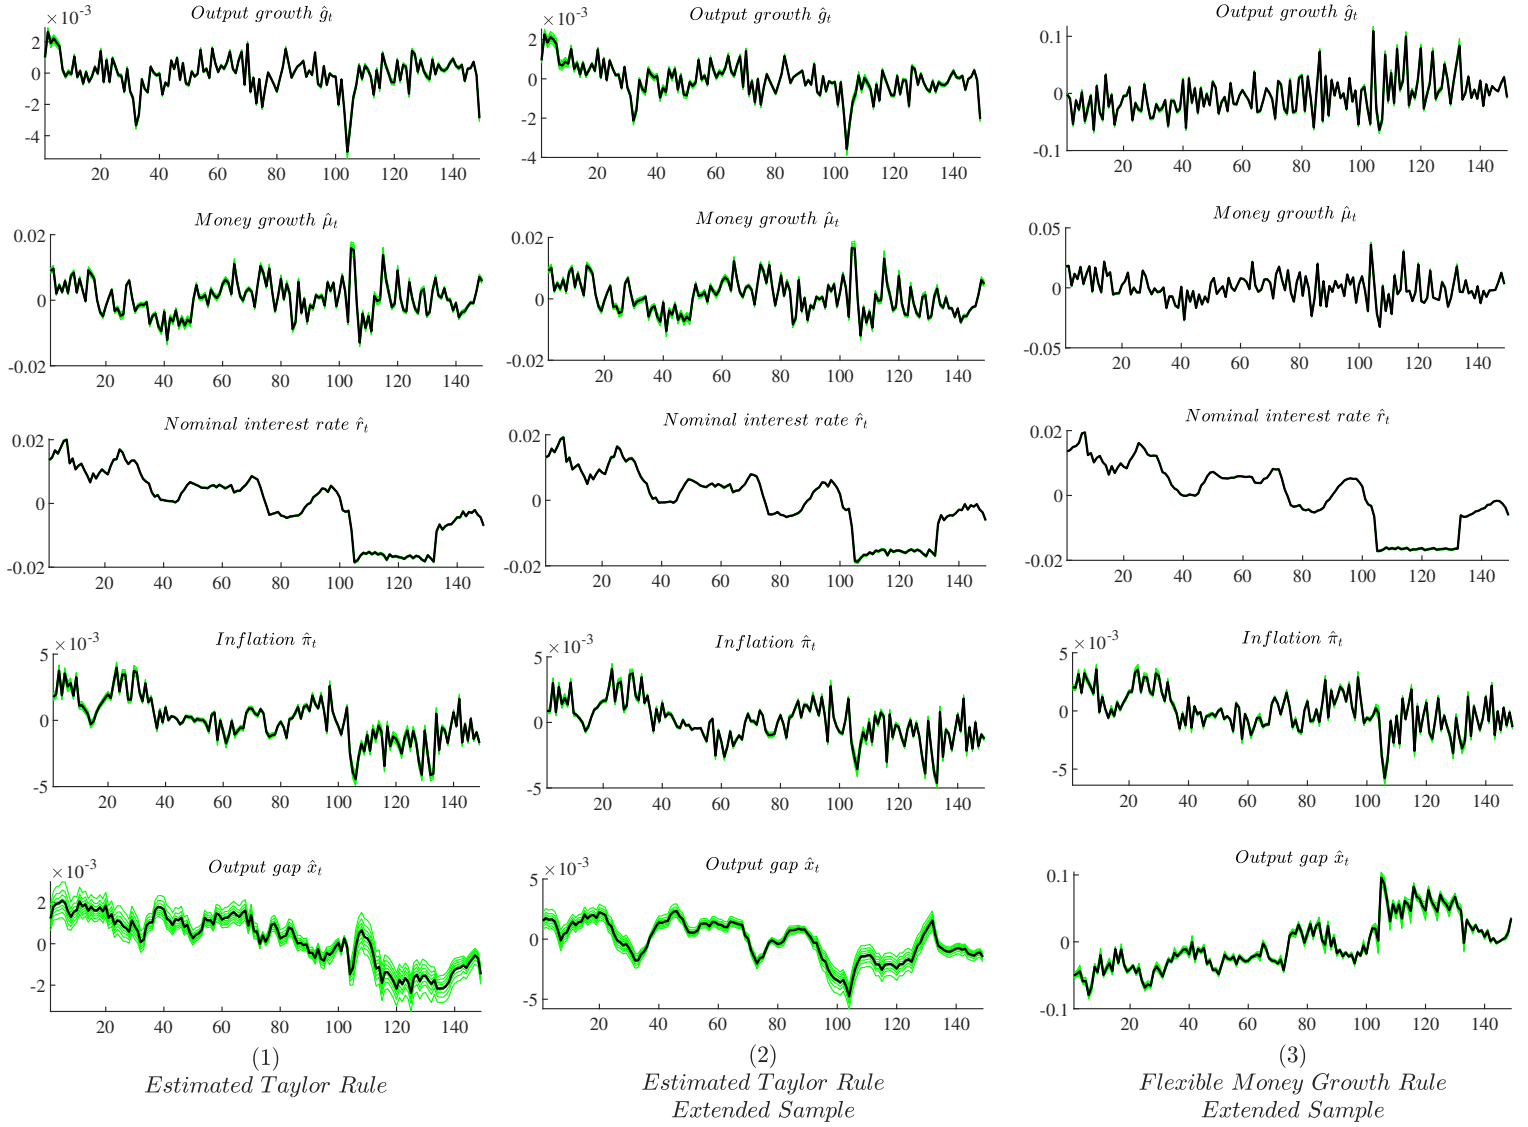 Output growth ĝt
×10-3
2
0
-2
-4
20 40 60 80 100 120 140
Money growth μ̂t
0.02
0
-0.02
20 40 60 80 100 120 140
Nominal interest rate r̂t
0.02
0
-0.02
20 40 60 80 100 120 140
Inflation π̂t
×10-3
5
0
-5
20 40 60 80 100 120 140
Output gap x̂t
×10-3
2
0
-2
20 40 60 80 100 120 140
(1)
Estimated Taylor Rule
Output growth ĝt
×10-3
2
0
-2
-4
20 40 60 80 100 120 140
Money growth μ̂t
0.02
0
-0.02
20 40 60 80 100 120 140
Nominal interest rate r̂t
0.02
0
-0.02
20 40 60 80 100 120 140
Inflation π̂t
×10-3
5
0
-5
20 40 60 80 100 120 140
Output gap x̂t
×10-3
5
0
-5
20 40 60 80 100 120 140
(2)
Estimated Taylor Rule
Extended Sample
Output growth ĝt
0.1
0
-0.1
20 40 60 80 100 120 140
Money growth μ̂t
0.05
0
-0.05
20 40 60 80 100 120 140
Nominal interest rate r̂t
0.02
0
-0.02
20 40 60 80 100 120 140
Inflation π̂t
×10-3
5
0
-5
20 40 60 80 100 120 140
Output gap x̂t
0.1
0
-0.1
20 40 60 80 100 120 140
(3)
Flexible Money Growth Rule
Extended Sample